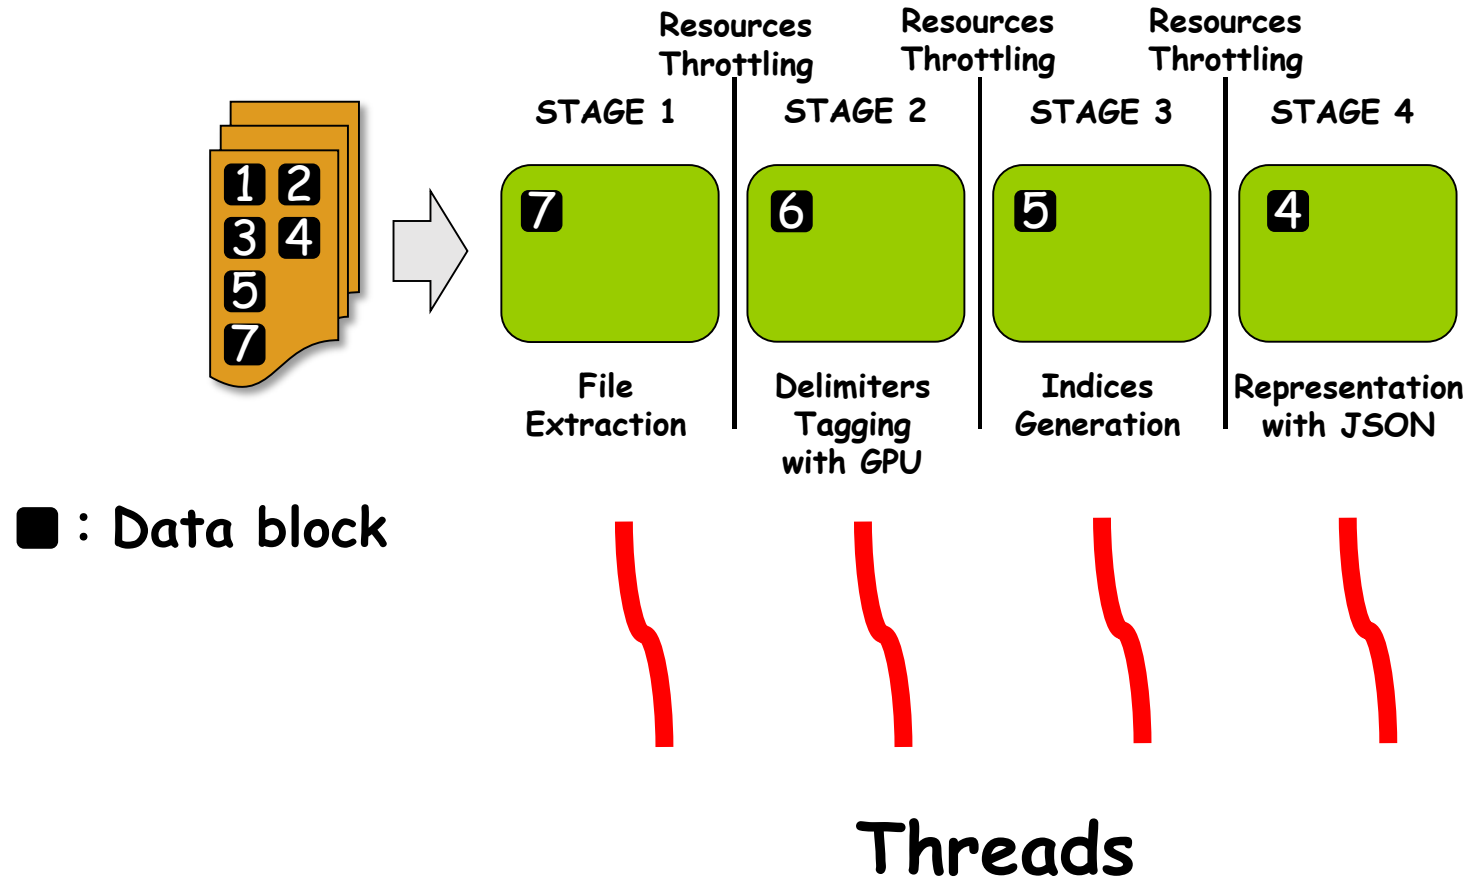 Resources
Throttling
Resources
Throttling
Resources
Throttling
STAGE 1
STAGE 2
STAGE 3
STAGE 4
1 2
3 4
5
7
7
6
5
4
File
Extraction
Delimiters
Tagging
with GPU
Indices
Generation
Representation
with JSON
: Data block
Threads